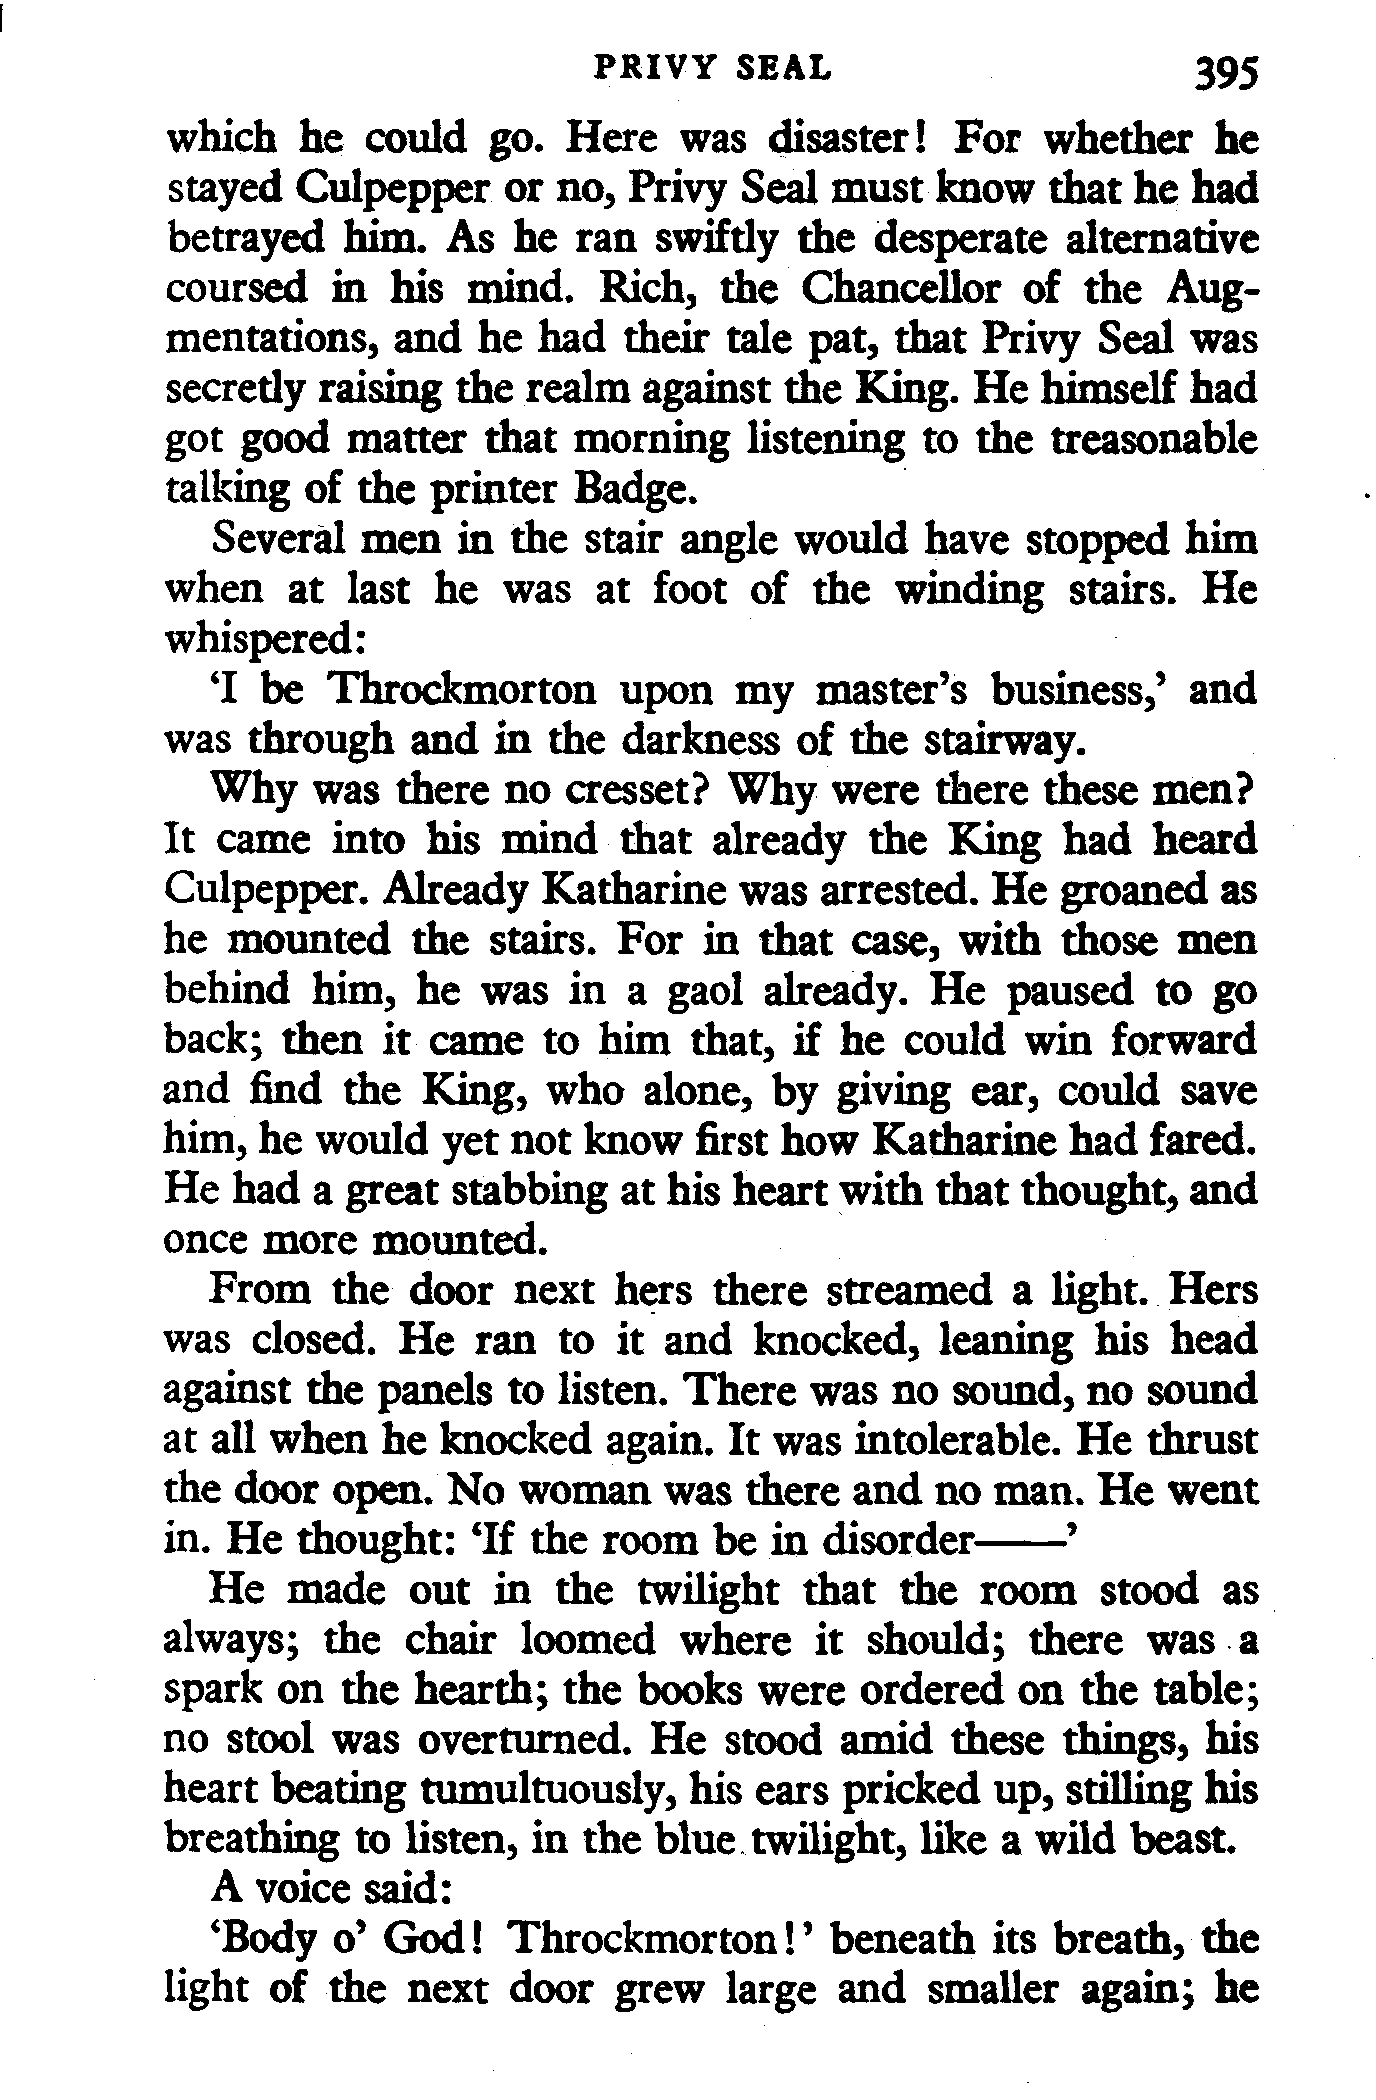 PRIVY SEAL 395
which he could go. Here was disaster! For whether he
stayed Culpepper or no, Privy Seal must know that he had
betrayed him. As he ran swiftly the desperate alternative
coursed in his mind. Rich, the Chancellor of the Aug-
mentations, and he had their tale pat, that Privy Seal was
secretly raising the realm against the King. He himself had
got good matter that morning listening to the treasonable
talking of the printer Badge.
Several men in the stair angle would have stopped him
when at last he was at foot of the winding stairs. He
whispered:
‘I be Throckmorton upon my master’s business,’ and
was through and in the darkness of the stairway.
Why was there no cresset? Why were there these men?
It came into his mind that already the King had heard
Culpepper. Already Katharine was arrested. He groaned as
he mounted the stairs. For in that case, with those men
behind him, he was in a gaol already. He paused to go
back; then it came to him that, if he could win forward
and find the King, who alone, by giving ear, could save
him, he would yet not know first how Katharine had fared.
He had a great stabbing at his heart with that thought, and
once more mounted.
From the door next hers there streamed a light. Hers
was closed. He ran to it and knocked, leaning his head
against the panels to listen. There was no sound, no sound
at all when he knocked again. It was intolerable. He thrust
the door open. No woman was there and no man. He went
in. He thought: ‘If the room be in disorder——’
He made out in the twilight that the room stood as
always; the chair loomed where it should; there was a
spark on the hearth; the books were ordered on the table;
no stool was overturned. He stood amid these things, his
heart beating tumultuously, his ears pricked up, stilling his
breathing to listen, in the blue twilight, like a wild beast.
A voice said:
‘Body o’ God! Throckmorton!’ beneath its breath, the
light of the next door grew large and smaller again; he